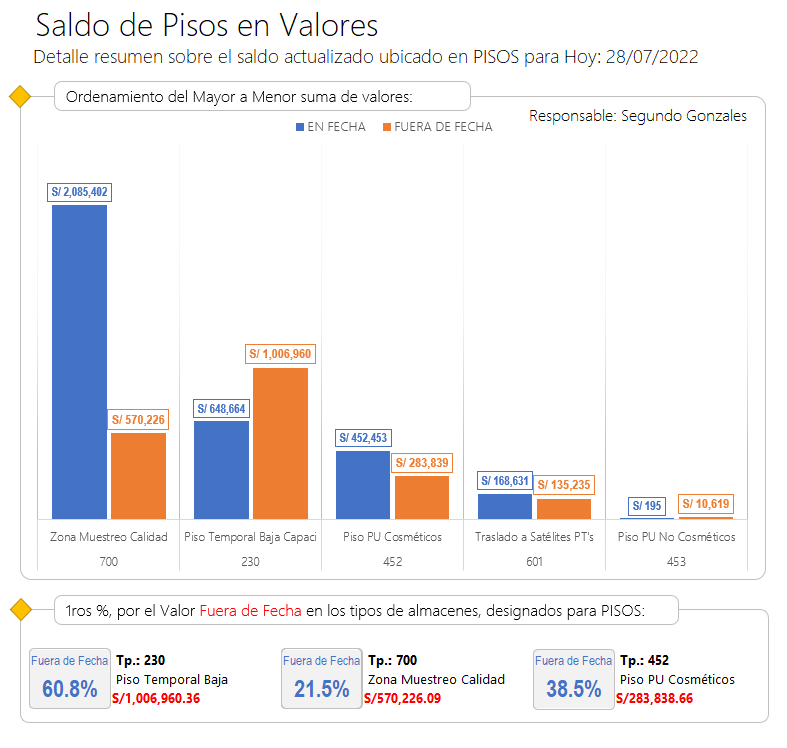 Saldo de Pisos en Valores
Detalle resumen sobre el saldo actualizado ubicado en PISOS para Hoy: 28/07/2022
Ordenamiento del Mayor a Menor suma de valores:
Responsable: Segundo Gonzales
EN FECHA FUERA DE FECHA
S/ 2,085,402
S/ 570,226
S/ 648,664
S/ 1,006,960
S/ 452,453
S/ 283,839
S/ 168,631
S/ 135,235
S/ 195
S/ 10,619
Zona Muestreo Calidad
Piso Temporal Baja Capaci
Piso PU Cosméticos
Traslado a Satélites PT's
Piso PU No Cosméticos
700
230
452
601
453
1ros %, por el Valor Fuera de Fecha en los tipos de almacenes, designados para PISOS:
Fuera de Fecha
60.8%
Tp.: 230
Piso Temporal Baja
S/1,006,960.36
Fuera de Fecha
21.5%
Tp.: 700
Zona Muestreo Calidad
S/570,226.09
Fuera de Fecha
38.5%
Tp.: 452
Piso PU Cosméticos
S/283,838.66